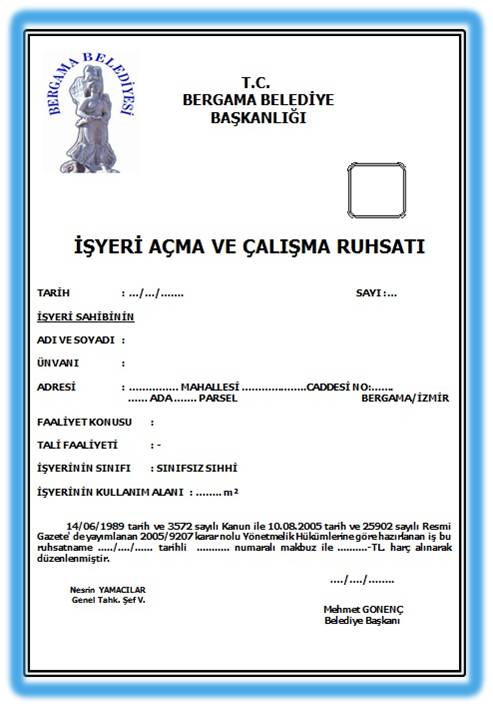 BERGAMA BELEDİYESİ
T.C.
BERGAMA BELEDİYE
BAŞKANLIĞI
İŞYERİ AÇMA VE ÇALIŞMA RUHSATI
TARİH : .../.../....... SAYI :...
İŞYERİ SAHİBİNİN
ADI VE SOYADI :
ÜNVANI :
ADRESİ : ............... MAHALLESİ ....................CADDESİ NO:.......
...... ADA ....... PARSEL BERGAMA/İZMİR
FAALİYET KONUSU :
TALİ FAALİYETİ : -
İŞYERİNİN SINIFI : SINIFSIZ SIHHİ
İŞYERİNİN KULLANIM ALANI : ........ m²
14/06/1989 tarih ve 3572 sayılı Kanun ile 10.08.2005 tarih ve 25902 sayılı Resmi
Gazete' de yayımlanan 2005/9207 karar nolu Yönetmelik Hükümlerine göre hazırlanan iş bu
ruhsatname ...../..../...... tarihli ........... numaralı makbuz ile ..........-TL. harç alınarak
düzenlenmiştir.
..../..../........
Nesrin YAMACILAR
Genel Tahk. Şef V.
Mehmet GONENÇ
Belediye Başkanı